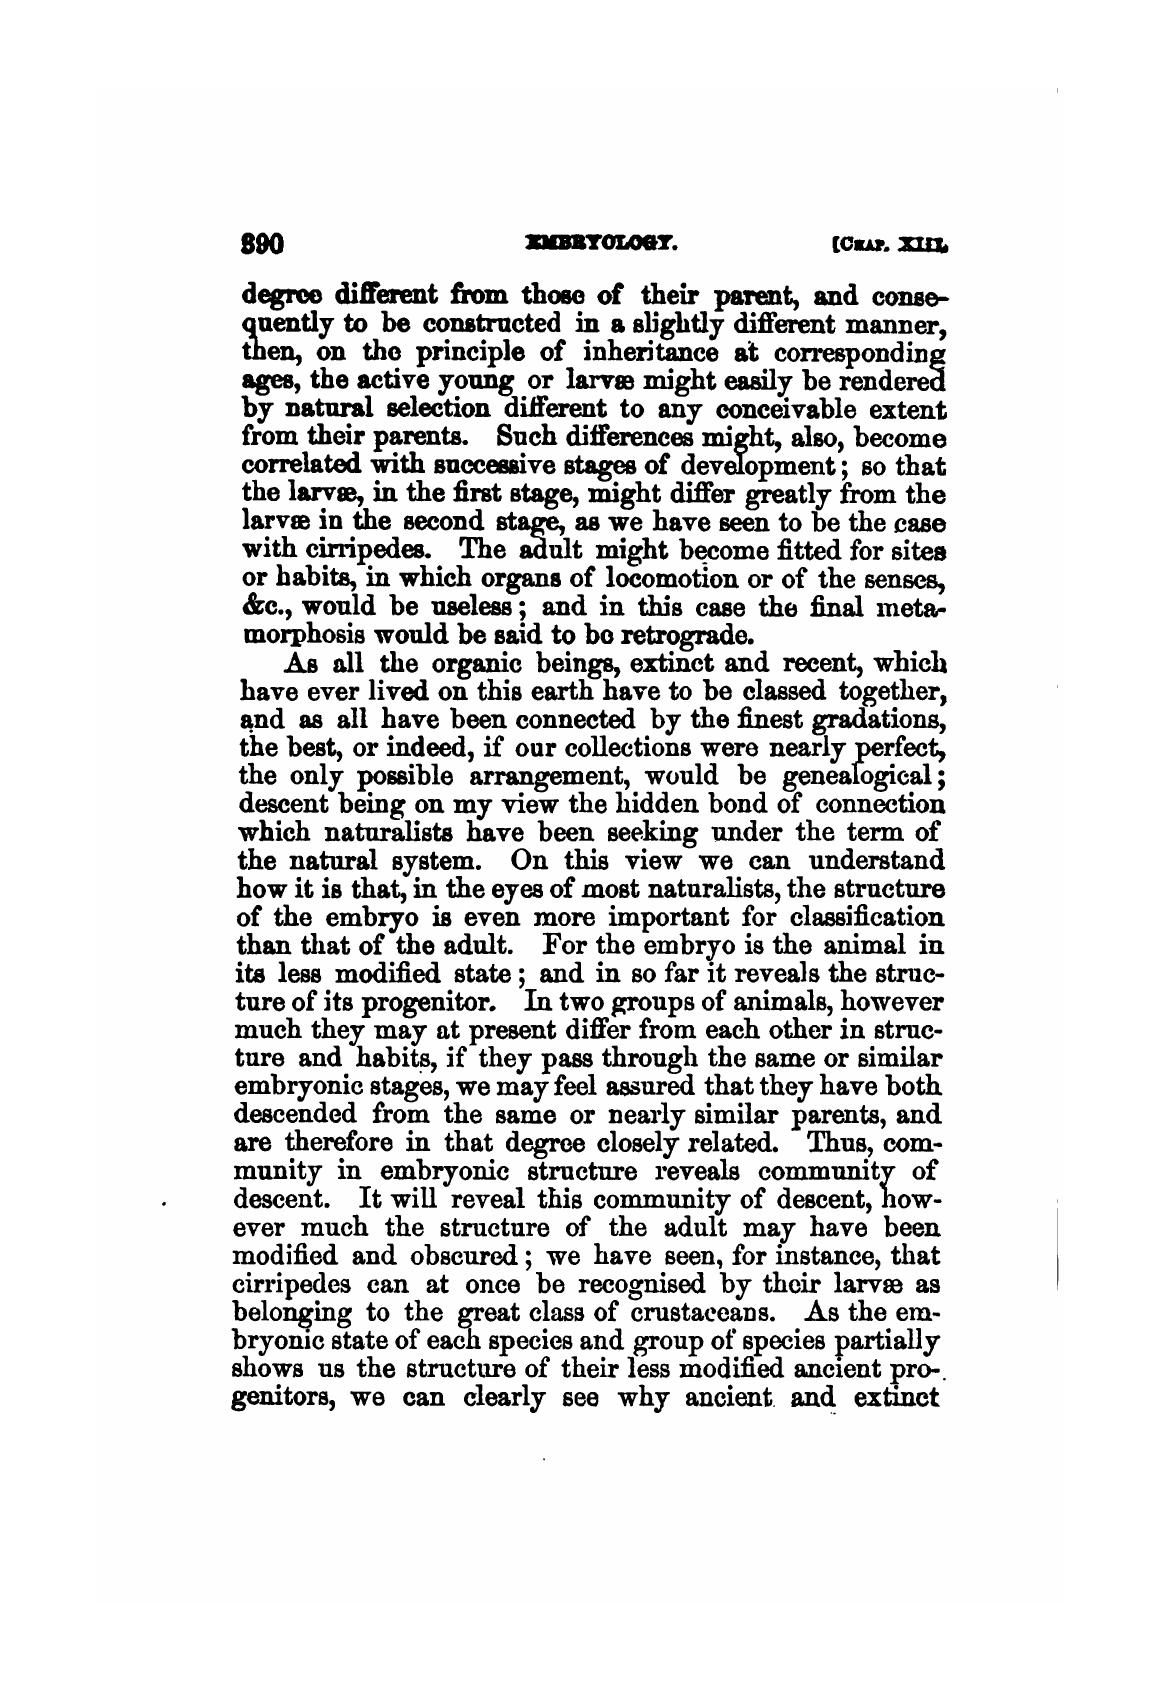 390 EMBRYOLOGY. [CHAP. XIII.
degree different from those of their parent, and conse-
quently to be constructed in a slightly different manner,
then, on the principle of inheritance at corresponding
ages, the active young or larvæ might easily be rendered
by natural selection different to any conceivable extent
from their parents. Such differences might, also, become
correlated with successive stages of development; so that
the larvæ, in the first stage, might differ greatly from the
larvæ in the second stage, as we have seen to be the case
with cirripedes. The adult might become fitted for sites
or habits, in which organs of locomotion or of the senses,
&c., would be useless; and in this case the final meta-
morphosis would be said to be retrograde.
As all the organic beings, extinct and recent, which
have ever lived on this earth have to be classed together,
and as all have been connected by the finest gradations,
the best, or indeed, if our collections were nearly perfect,
the only possible arrangement, would be genealogical;
descent being on my view the hidden bond of connection
which naturalists have been seeking under the term of
the natural system. On this view we can understand
how it is that, in the eyes of most naturalists, the structure
of the embryo is even more important for classification
than that of the adult. For the embryo is the animal in
its less modified state; and in so far it reveals the struc-
ture of its progenitor. In two groups of animals, however
much they may at present differ from each other in struc-
ture and habits, if they pass through the same or similar
embryonic stages, we may feel assured that they have both
descended from the same or nearly similar parents, and
are therefore in that degree closely related. Thus, com-
munity in embryonic structure reveals community of
descent. It will reveal this community of descent, how-
ever much the structure of the adult may have been
modified and obscured; we have seen, for instance, that
cirripedes can at once be recognised by their larvæ as
belonging to the great class of crustaceans. As the em-
bryonic state of each species and group of species partially
shows us the structure of their less modified ancient pro-
genitors, we can clearly see why ancient and extinct